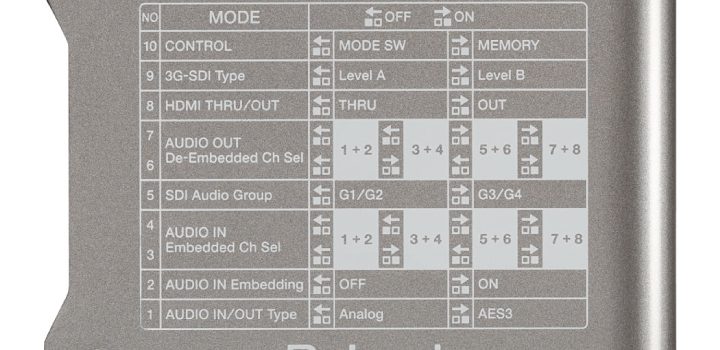 NO MODE OFF ON
10 CONTROL MODE SW MEMORY
9 3G-SDI Type Level A Level B
8 HDMI THRU/OUT THRU OUT
7
6 AUDIO OUT
De-Embedded Ch Sel 1 + 2 3 + 4 5 + 6 7 + 8
5 SDI Audio Group G1/G2 G3/G4
4
3 AUDIO IN
Embedded Ch Sel 1 + 2 3 + 4 5 + 6 7 + 8
2 AUDIO IN Embedding OFF ON
1 AUDIO IN/OUT Type Analog AES3